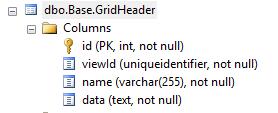 dbo.Base.GridHeader
Columns
id (PK, int, not null)
viewId (uniqueidentifier, not null)
name (varchar(255), not null)
data (text, not null)